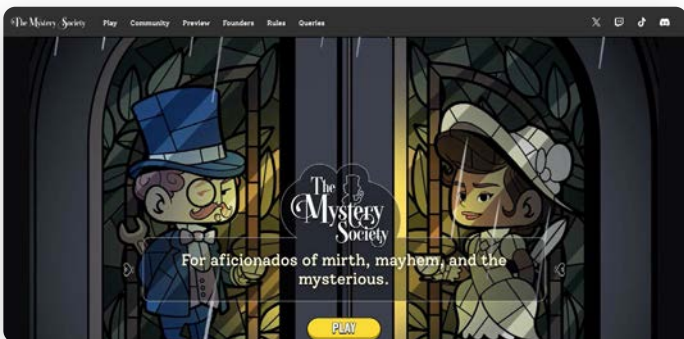 The Mystery Society Play Community Preview Founders Rules Queries
The
Mystery
Society
For aficionados of mirth, mayhem, and the
mysterious.
PLAY